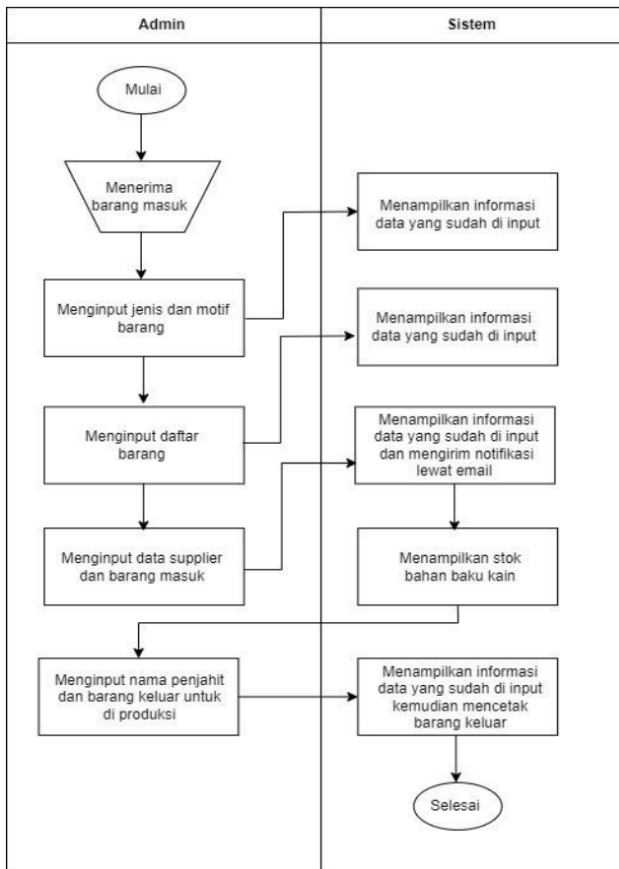 Admin
Sistem
Mulai
Menerima
barang masuk
Menampilkan informasi
data yang sudah di input
Menginput jenis dan motif
barang
Menampilkan informasi
data yang sudah di input
Menginput daftar
barang
Menampilkan informasi
data yang sudah di input
dan mengirim notifikasi
lewat email
Menginput data supplier
dan barang masuk
Menampilkan stok
bahan baku kain
Menginput nama penjahit
dan barang keluar untuk
di produksi
Menampilkan informasi
data yang sudah di input
kemudian mencetak
barang keluar
Selesai